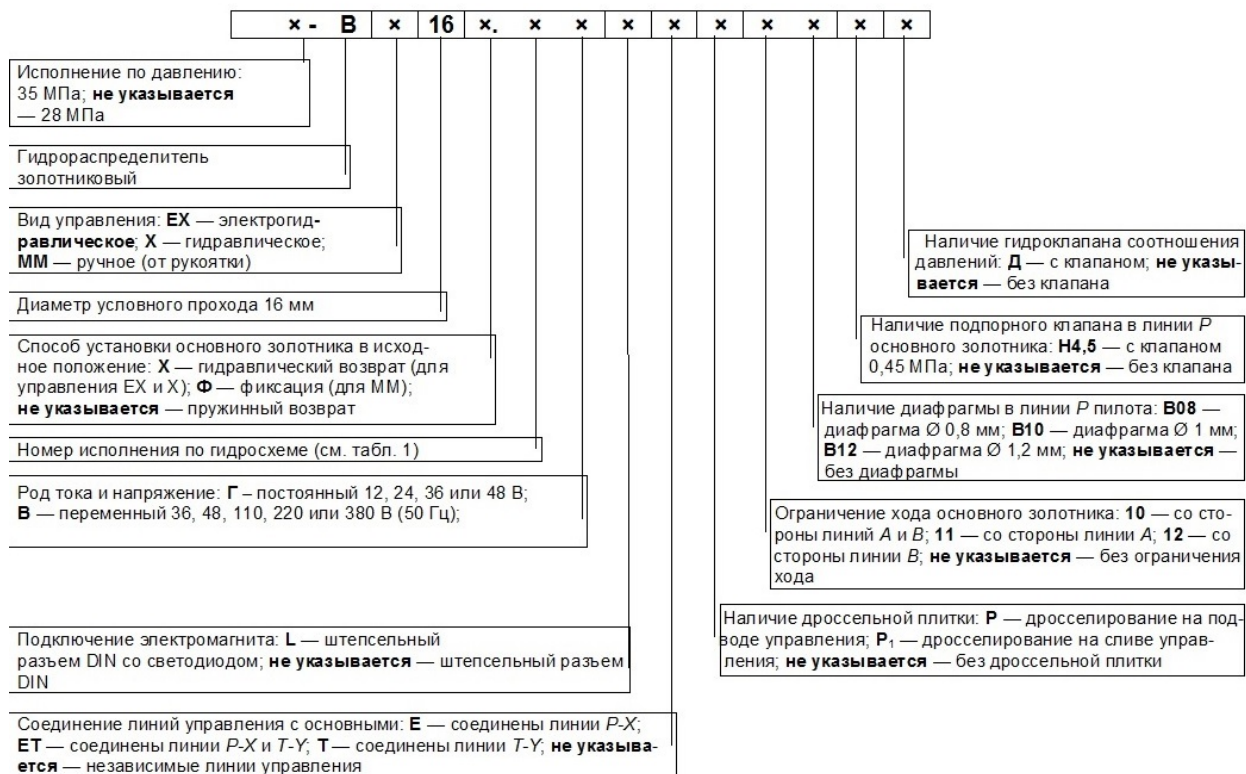 ×- В × 16 ×. × × × × × × × × ×
Исполнение по давлению:
35 МПа; не указывается
— 28 МПа
Гидрораспределитель
золотниковый
Вид управления: ЕХ — электрогид-
равлическое; Х — гидравлическое;
ММ — ручное (от рукоятки)
Диаметр условного прохода 16 мм
Способ установки основного золотника в исход-
ное положение: Х — гидравлический возврат (для
управления ЕХ и Х); Ф — фиксация (для ММ);
не указывается — пружинный возврат
Номер исполнения по гидросхеме (см. табл. 1)
Род тока и напряжение: Г – постоянный 12, 24, 36 или 48 В;
В — переменный 36, 48, 110, 220 или 380 В (50 Гц);
Подключение электромагнита: L — штепсельный
разъем DIN со светодиодом; не указывается — штепсельный разъем
DIN
Соединение линий управления с основными: Е — соединены линии P-X;
ET — соединены линии P-X и T-Y; T — соединены линии T-Y; не указыва-
ется — независимые линии управления
Наличие гидроклапана соотношения
давлений: Д — с клапаном; не указы-
вается — без клапана
Наличие подпорного клапана в линии P
основного золотника: Н4,5 — с клапаном
0,45 МПа; не указывается — без клапана
Наличие диафрагмы в линии P пилота: В08 —
диафрагма Ø 0,8 мм; В10 — диафрагма Ø 1 мм;
В12 — диафрагма Ø 1,2 мм; не указывается —
без диафрагмы
Ограничение хода основного золотника: 10 — со сто-
роны линий A и B; 11 — со стороны линии A; 12 — со
стороны линии B; не указывается — без ограничения
хода
Наличие дроссельной плитки: Р — дросселирование на под-
воде управления; Р₁ — дросселирование на сливе управ-
ления; не указывается — без дроссельной плитки